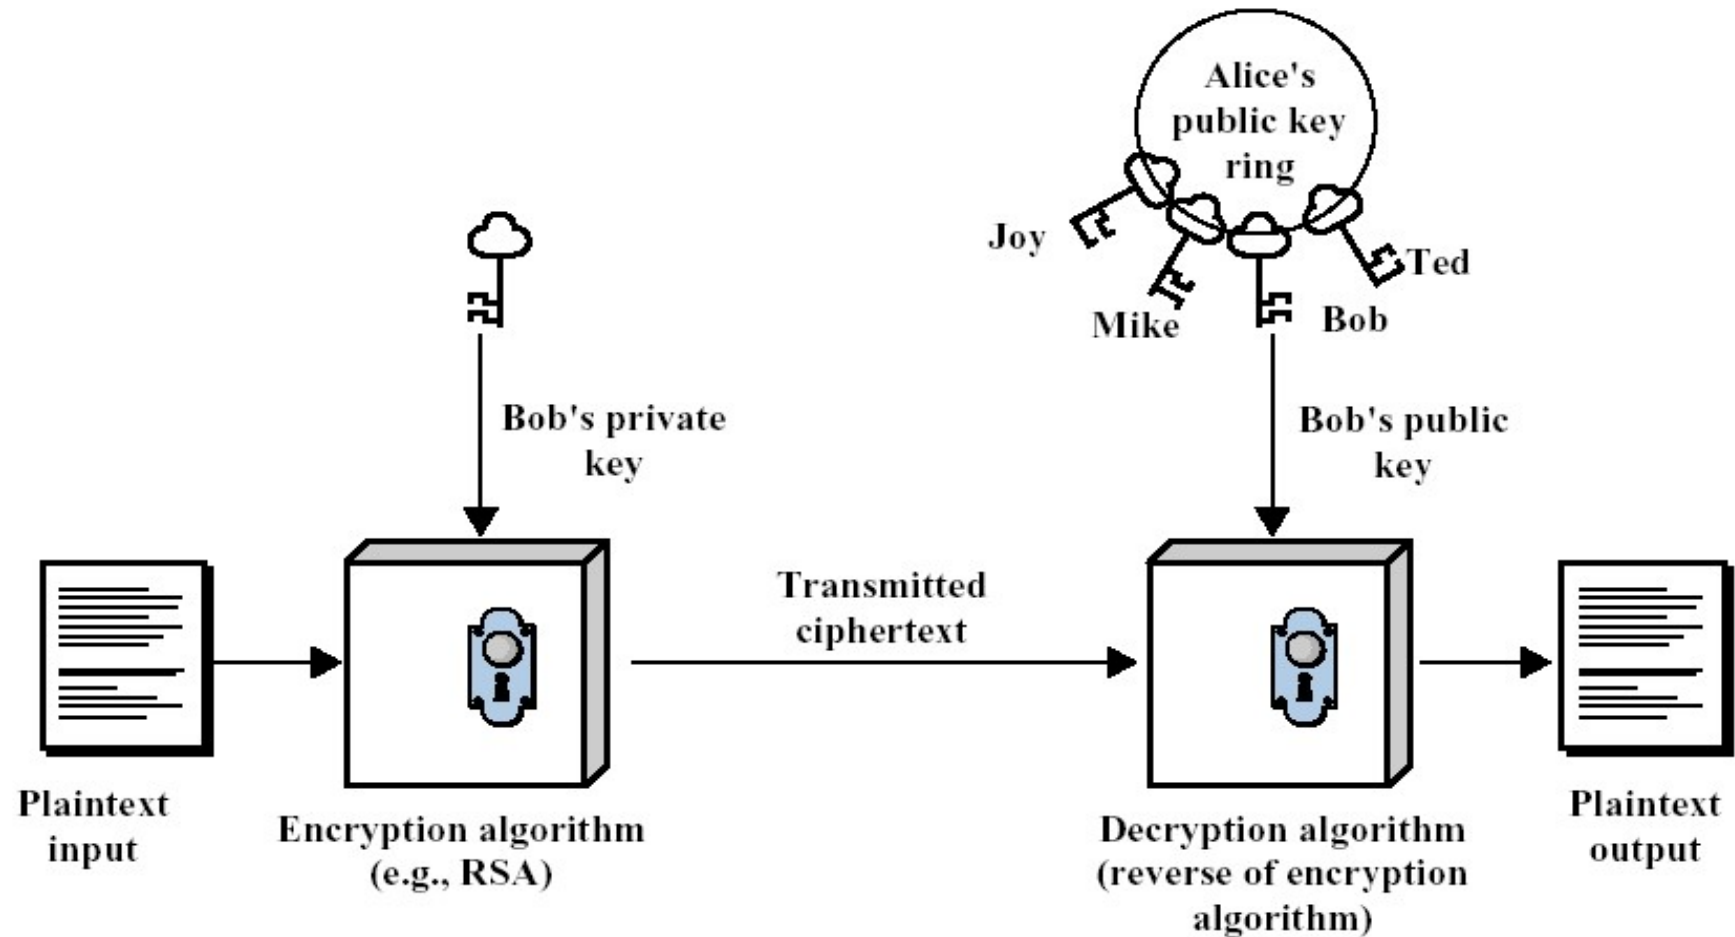 Alice's
public key
ring
Joy
Mike
Bob
Ted
Bob's private
key
Bob's public
key
Transmitted
ciphertext
Plaintext
input
Encryption algorithm
(e.g., RSA)
Decryption algorithm
(reverse of encryption
algorithm)
Plaintext
output